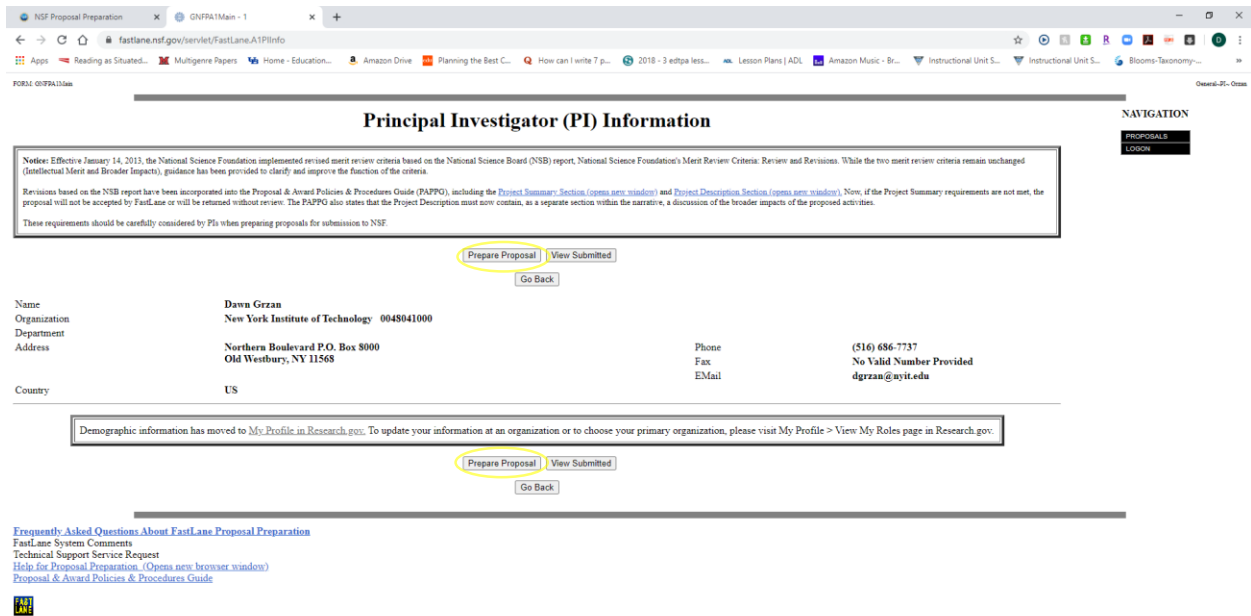 NSF Proposal Preparation
GNFPA1Main - 1
fastlane.nsf.gov/servlet/FastLane.A1PIInfo
Apps
Reading as Situated...
Multigenre Papers
Home - Education...
Amazon Drive
Planning the Best C...
How can I write 7 p...
2018 - 3 edtpa less...
Lesson Plans | ADL
Amazon Music - Br...
Instructional Unit S...
Instructional Unit S...
Blooms-Taxonomy-...
FORM: GNFPA1Main
General--PI-- Grzan
Principal Investigator (PI) Information
NAVIGATION
PROPOSALS
LOGON
Notice: Effective January 14, 2013, the National Science Foundation implemented revised merit review criteria based on the National Science Board (NSB) report, National Science Foundation's Merit Review Criteria: Review and Revisions. While the two merit review criteria remain unchanged
(Intellectual Merit and Broader Impacts), guidance has been provided to clarify and improve the function of the criteria.
Revisions based on the NSB report have been incorporated into the Proposal & Award Policies & Procedures Guide (PAPPG), including the Project Summary Section (opens new window) and Project Description Section (opens new window). Now, if the Project Summary requirements are not met, the
proposal will not be accepted by FastLane or will be returned without review. The PAPPG also states that the Project Description must now contain, as a separate section within the narrative, a discussion of the broader impacts of the proposed activities.
These requirements should be carefully considered by PIs when preparing proposals for submission to NSF.
Prepare Proposal View Submitted
Go Back
Name Dawn Grzan
Organization New York Institute of Technology 0048041000
Department
Address Northern Boulevard P.O. Box 8000 Phone (516) 686-7737
Old Westbury, NY 11568 Fax No Valid Number Provided
EMail dgrzan@nyit.edu
Country US
Demographic information has moved to My Profile in Research.gov. To update your information at an organization or to choose your primary organization, please visit My Profile > View My Roles page in Research.gov.
Prepare Proposal View Submitted
Go Back
Frequently Asked Questions About FastLane Proposal Preparation
FastLane System Comments
Technical Support Service Request
Help for Proposal Preparation (Opens new browser window)
Proposal & Award Policies & Procedures Guide
FAST
LANE